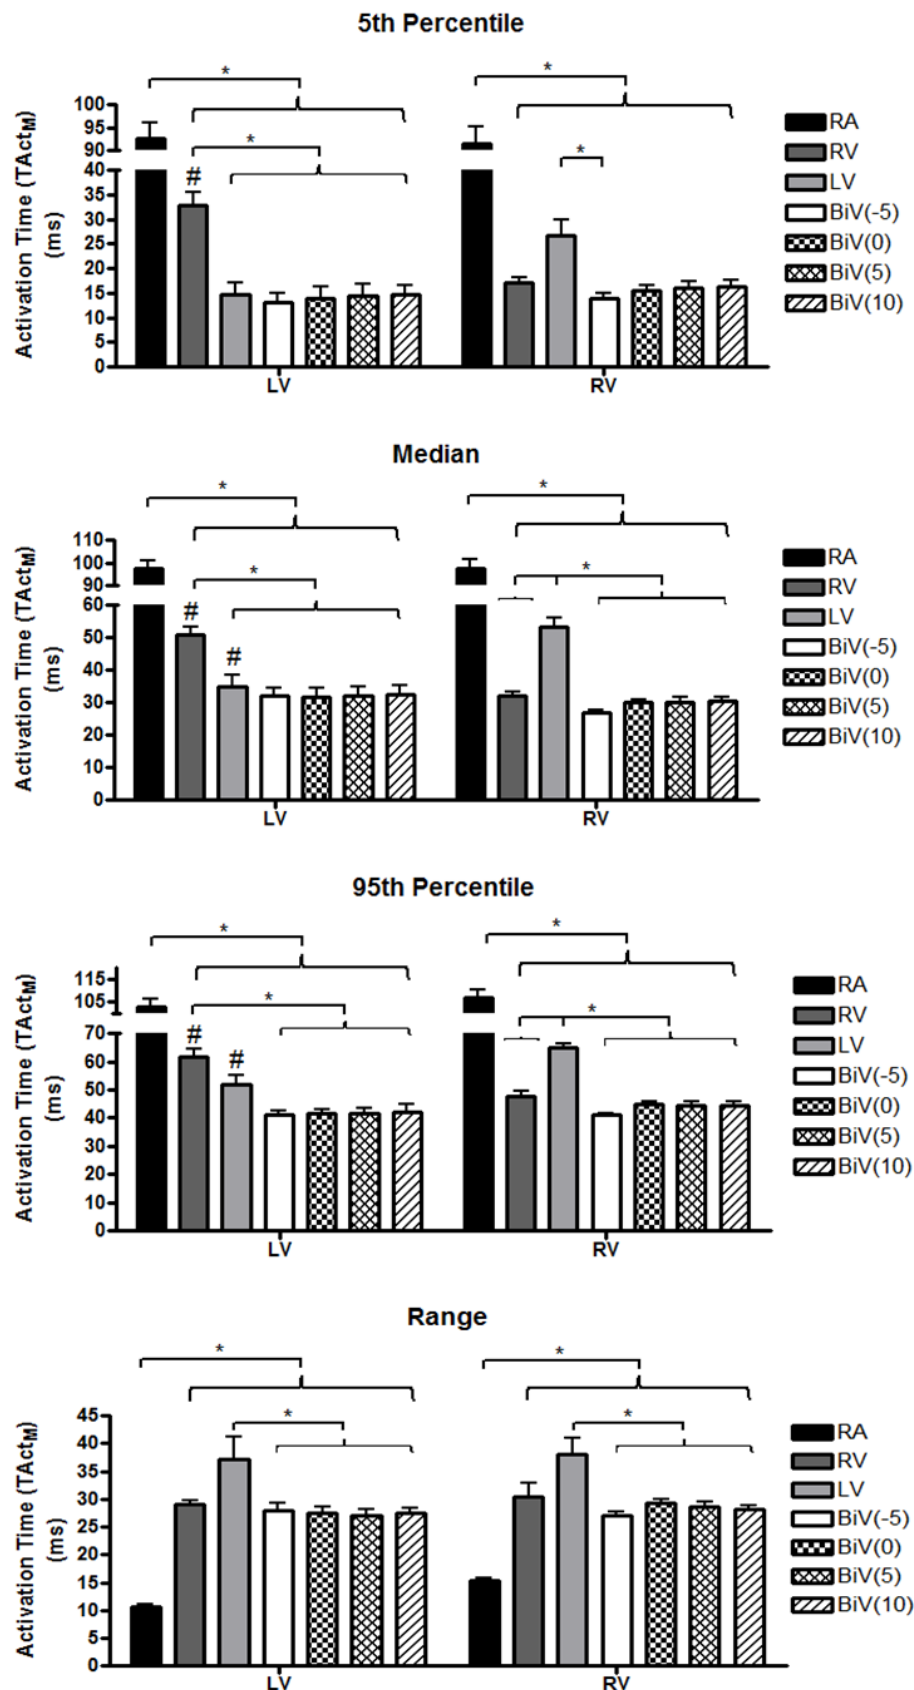 5th Percentile
*
*
*
*
#
100
95
90
40
35
30
25
20
15
10
5
0
Activation Time (TActM)
(ms)
LV
RV
RA
RV
LV
BiV(-5)
BiV(0)
BiV(5)
BiV(10)
Median
*
*
*
*
#
#
110
100
90
60
50
40
30
20
10
0
Activation Time (TActM)
(ms)
LV
RV
RA
RV
LV
BiV(-5)
BiV(0)
BiV(5)
BiV(10)
95th Percentile
*
*
*
*
#
#
115
105
70
60
50
40
30
20
10
0
Activation Time (TActM)
(ms)
LV
RV
RA
RV
LV
BiV(-5)
BiV(0)
BiV(5)
BiV(10)
Range
*
*
*
*
45
40
35
30
25
20
15
10
5
0
Activation Time (TActM)
(ms)
LV
RV
RA
RV
LV
BiV(-5)
BiV(0)
BiV(5)
BiV(10)